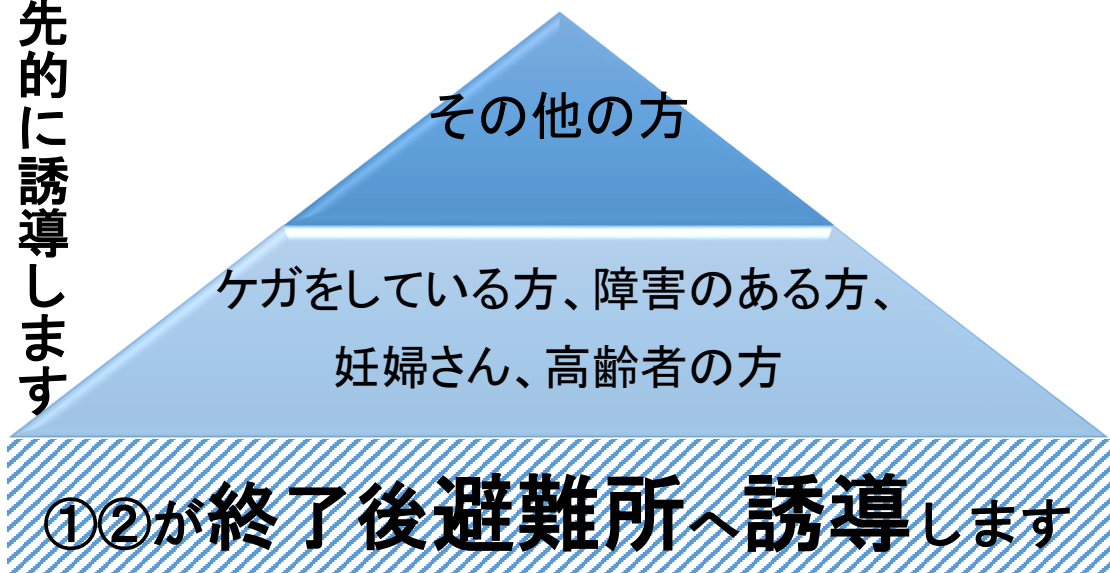 先的に誘導します
その他の方
ケガをしている方、障害のある方、
妊婦さん、高齢者の方
①②が終了後避難所へ誘導します